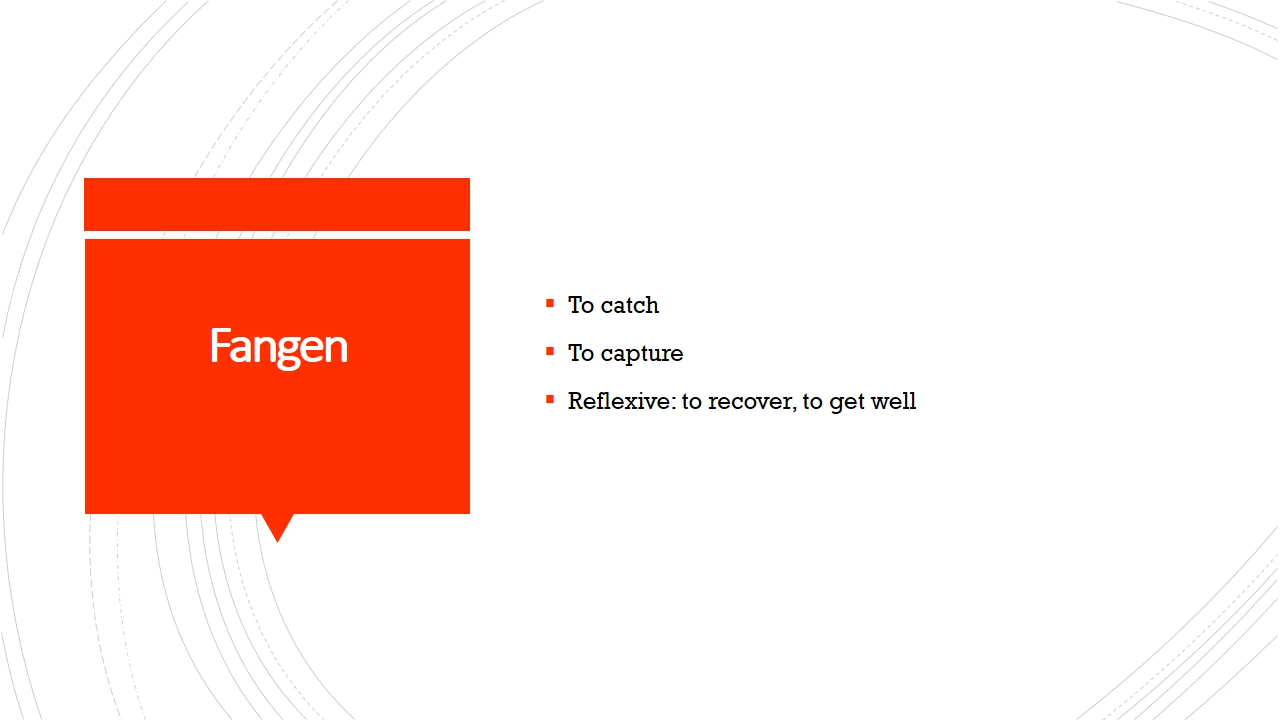 Fangen
To catch
To capture
Reflexive: to recover, to get well